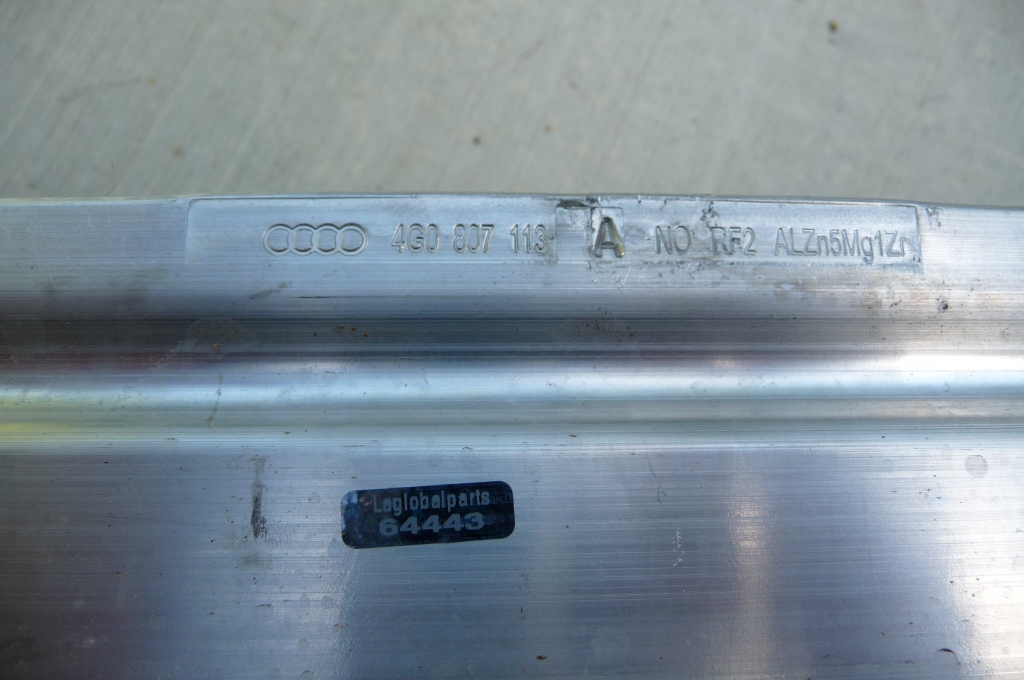 4G0 807 113 A NO RF2 ALZn5Mg1Zr
Laglobalparts
64443